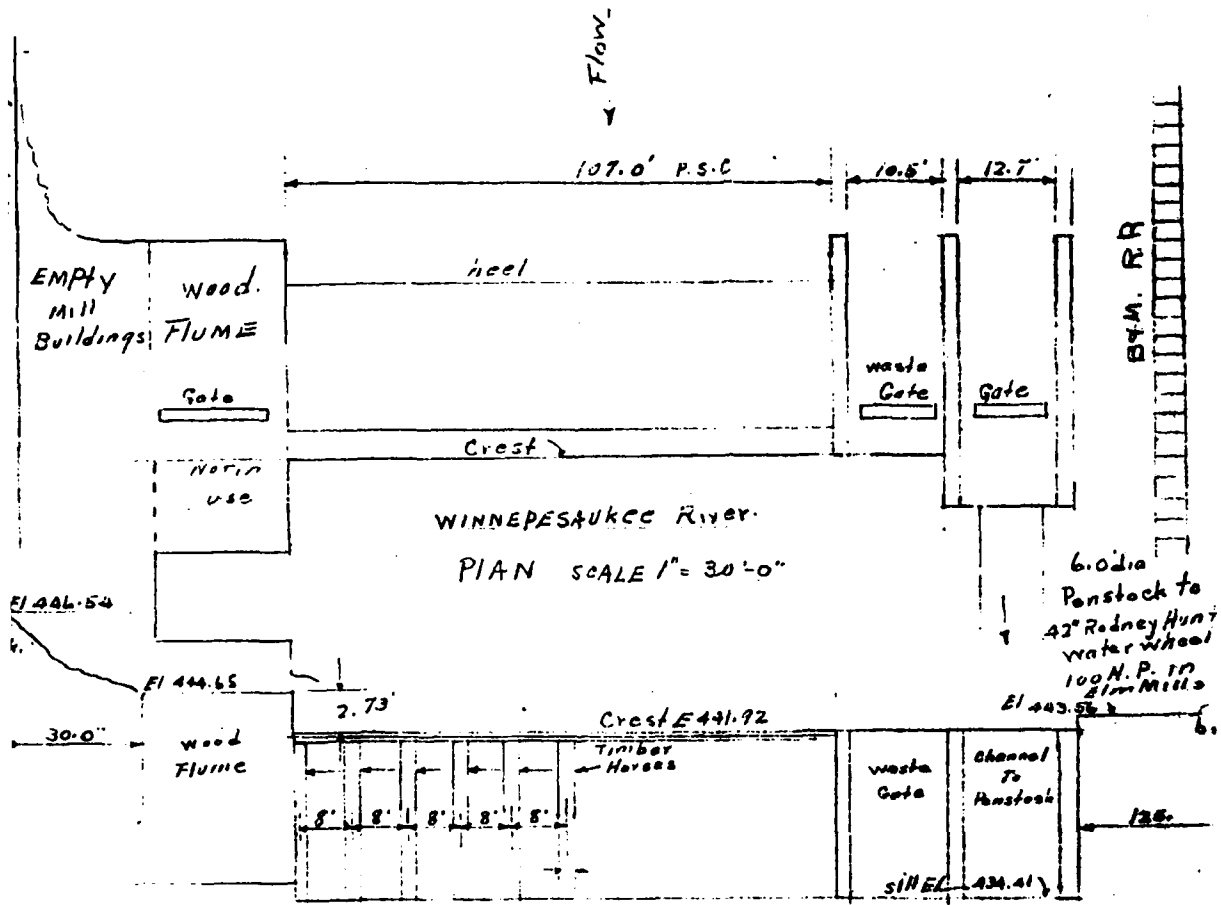 Flow
107.0' P.S.C
10.5'
12.7'
B&M. R.R
heel
EMPty
Mill
Buildings
Wood.
FlUME
Gate
waste
Gate
Gate
Crest
Not in
use
WINNEPESAUKEE River.
PlAN SCALE 1" = 30'-0"
6.0'dia
Penstock to
42" Rodney Hunt
water wheel
100 H.P. in
Elm Mills
El 446.54
El 444.65
2.73'
Crest E 441.92
El 443.56
30.0"
wood
Flume
Timber
Horses
waste
Gate
Channel
To
Penstock
8' 8' 8' 8' 8'
125.
sill EL 434.41